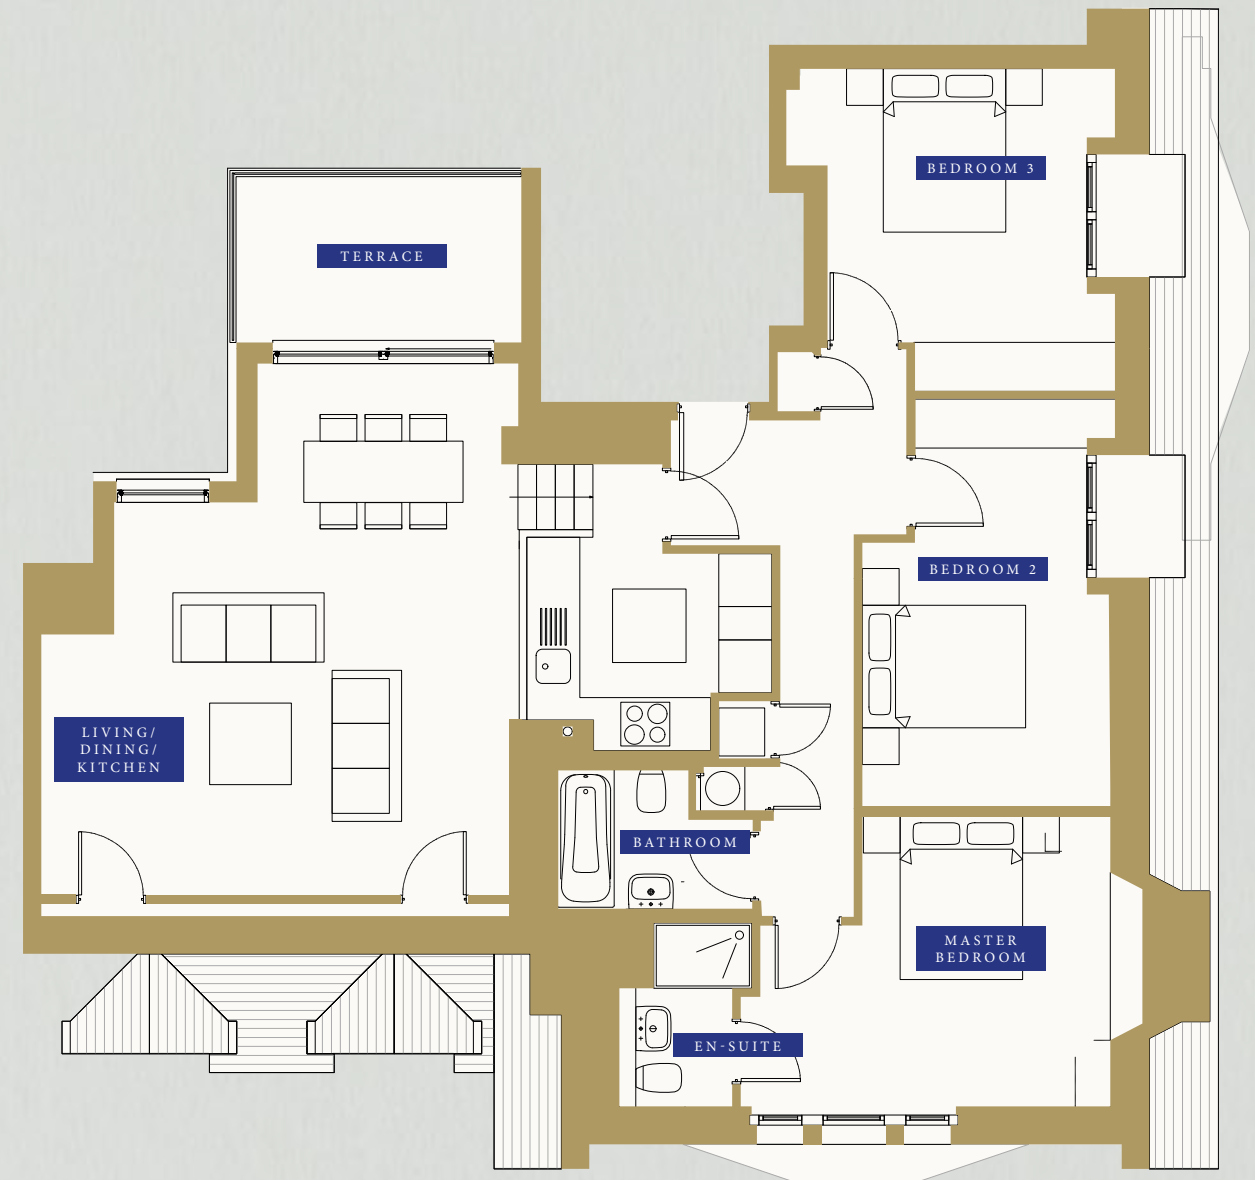 BEDROOM 3
TERRACE
BEDROOM 2
LIVING/
DINING/
KITCHEN
BATHROOM
MASTER
BEDROOM
EN-SUITE